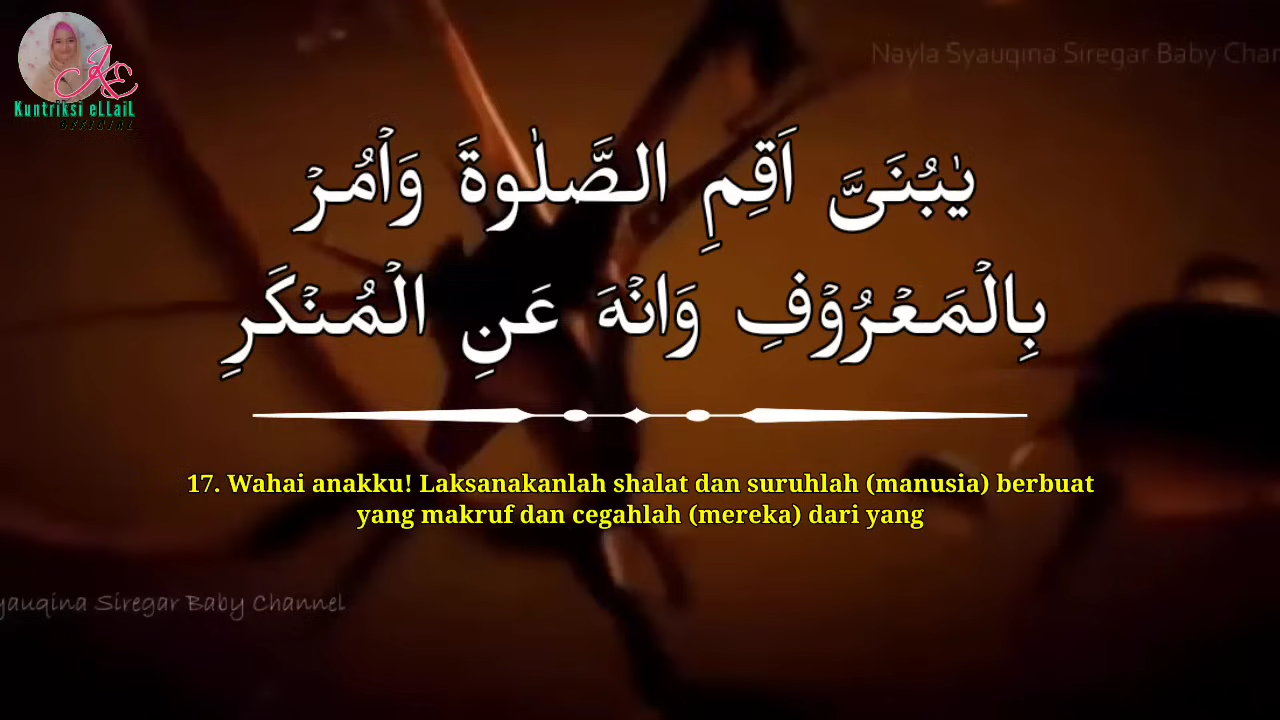 Kuntriksi eLLaiL
OFFICIAL
Nayla Syauqina Siregar Baby Chan
يٰبُنَيَّ اَقِمِ الصَّلٰوةَ وَاْمُرْ
بِالْمَعْرُوْفِ وَانْهَ عَنِ الْمُنْكَرِ
17. Wahai anakku! Laksanakanlah shalat dan suruhlah (manusia) berbuat
yang makruf dan cegahlah (mereka) dari yang
yauqina Siregar Baby Channel